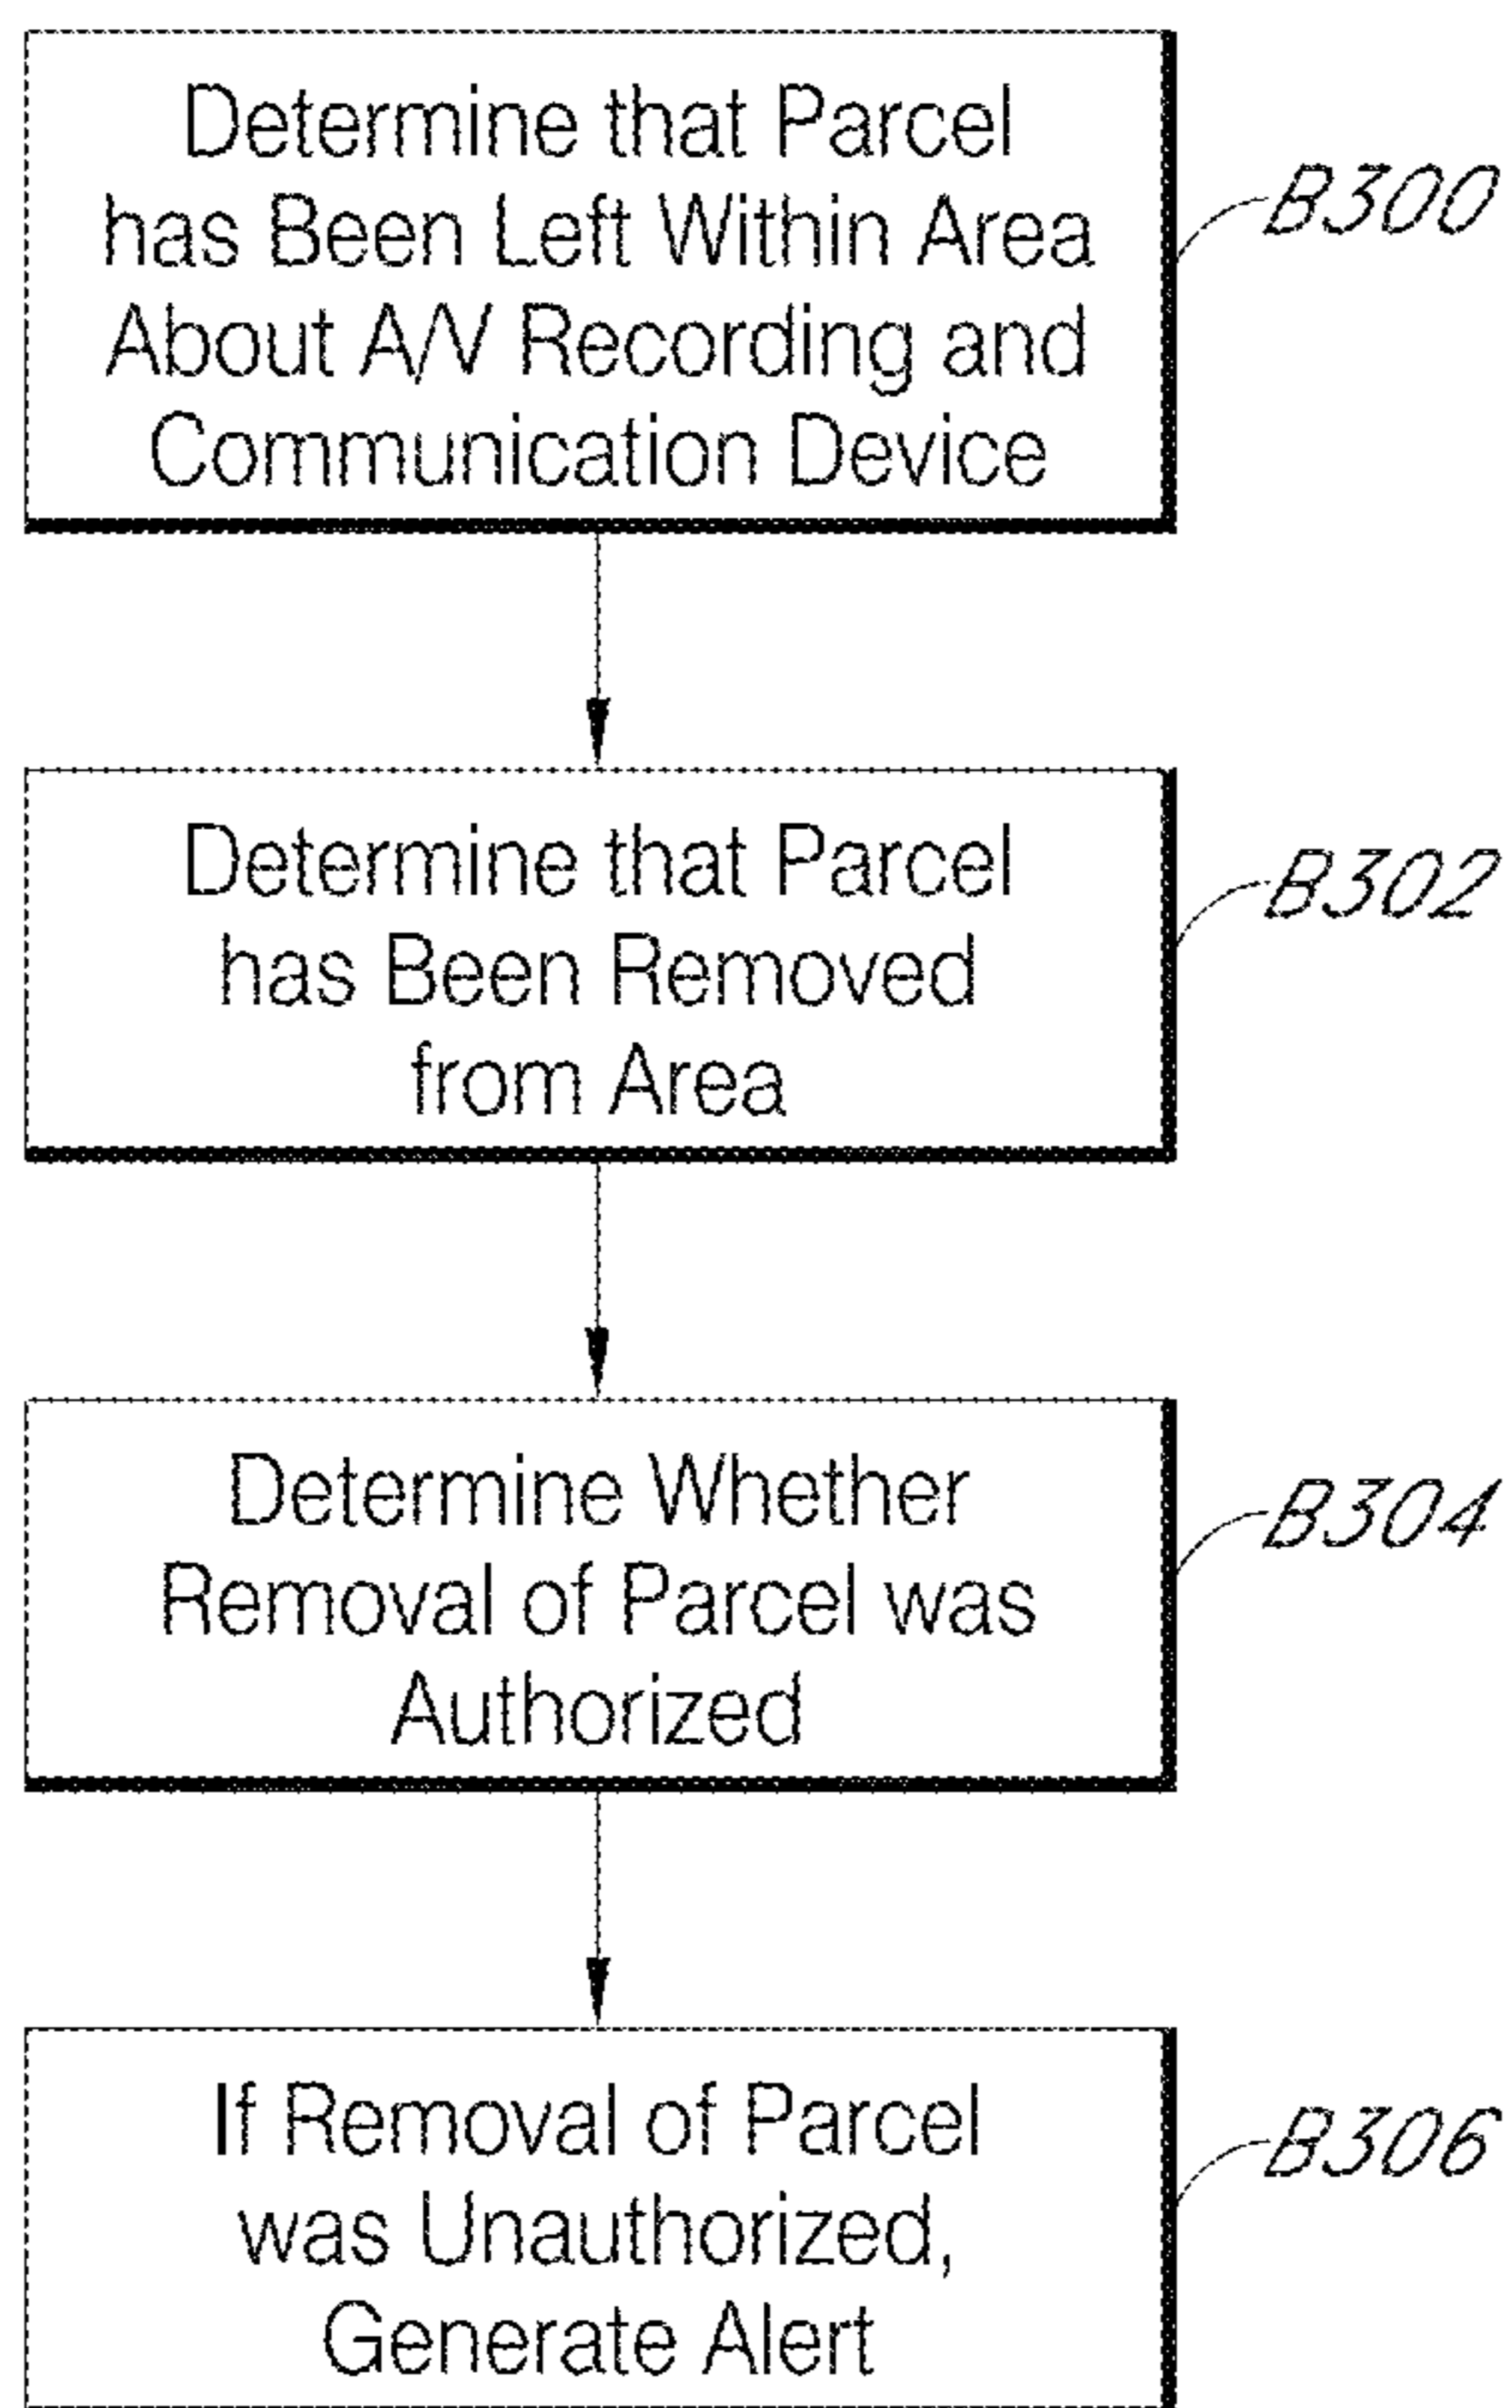 Determine that Parcel
has Been Left Within Area
About A/V Recording and
Communication Device
B300
Determine that Parcel
has Been Removed
from Area
B302
Determine Whether
Removal of Parcel was
Authorized
B304
If Removal of Parcel
was Unauthorized,
Generate Alert
B306